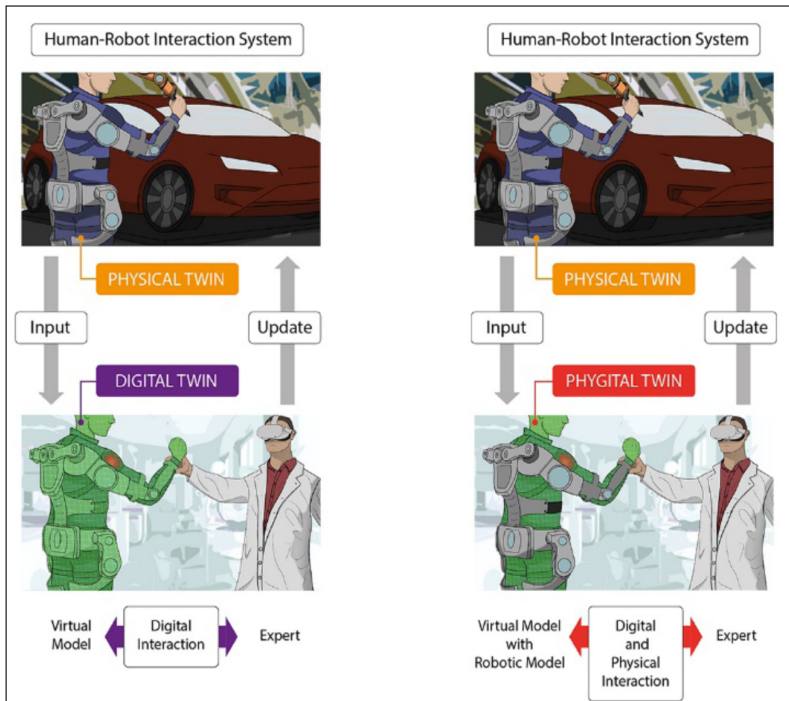 Human-Robot Interaction System
PHYSICAL TWIN
Input
Update
DIGITAL TWIN
Virtual
Model
Digital
Interaction
Expert
Human-Robot Interaction System
PHYSICAL TWIN
Input
Update
PHYGITAL TWIN
Virtual Model
with
Robotic Model
Digital
and
Physical
Interaction
Expert